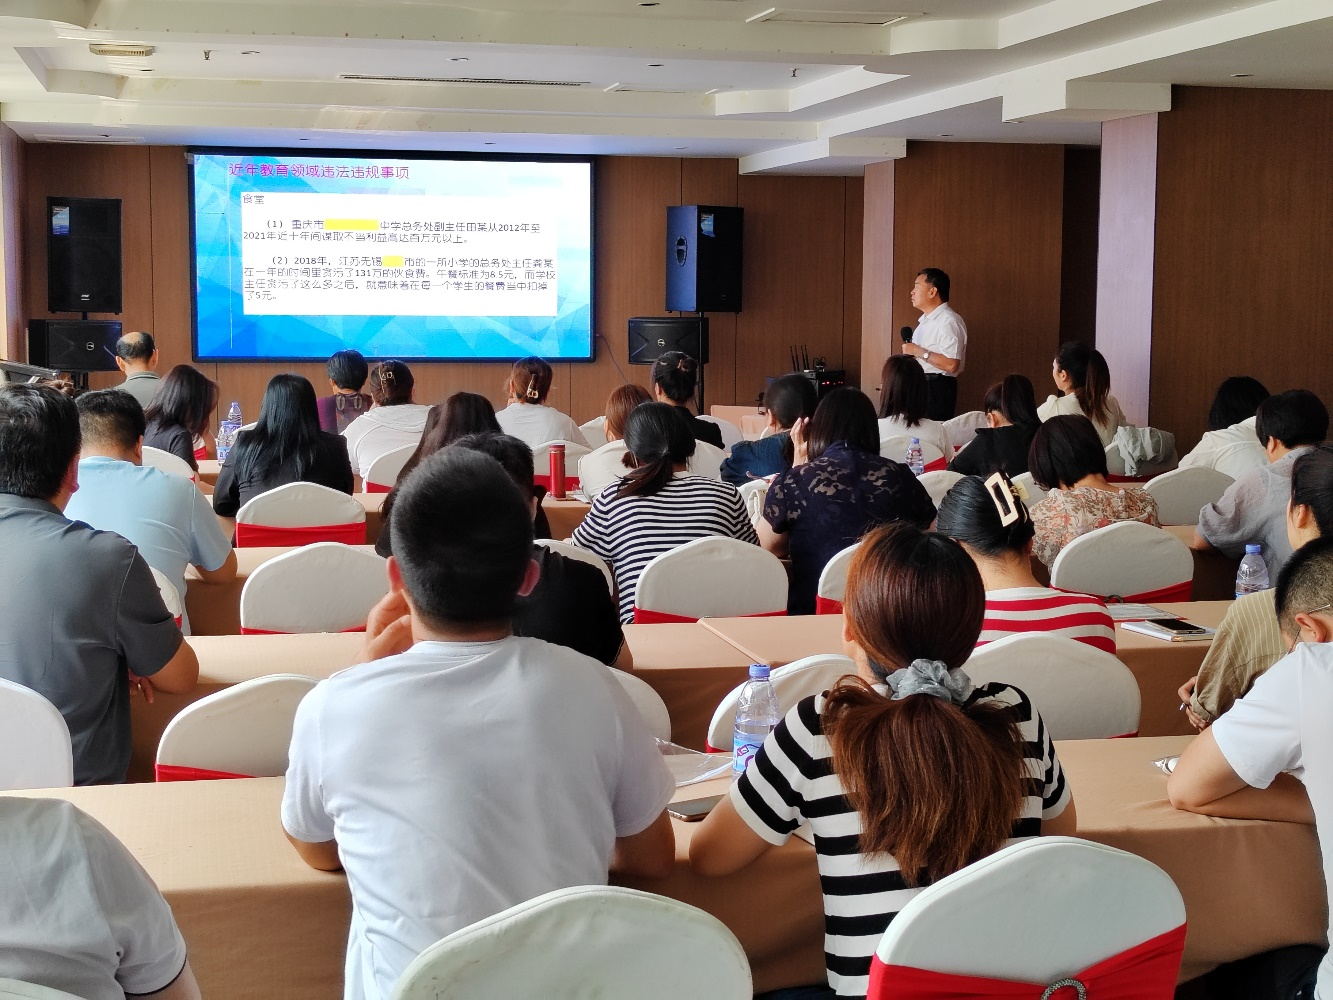 近年教育领域违法违规事项
食堂
（1）重庆市 中学总务处副主任田某从2012年至
2021年近十年间谋取不当利益高达百万元以上。
（2）2018年，江苏无锡 市的一所小学的总务处主任龚某
在一年的时间里贪污了131万的伙食费。午餐标准为8.5元，而学校
主任贪污了这么多之后，就意味着在每一个学生的餐费当中扣掉
了5元。